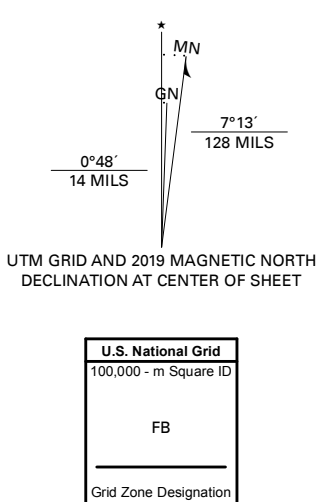 ★
MN
GN
7°13´
128 MILS
0°48´
14 MILS
UTM GRID AND 2019 MAGNETIC NORTH
DECLINATION AT CENTER OF SHEET
U.S. National Grid
100,000 - m Square ID
FB
Grid Zone Designation